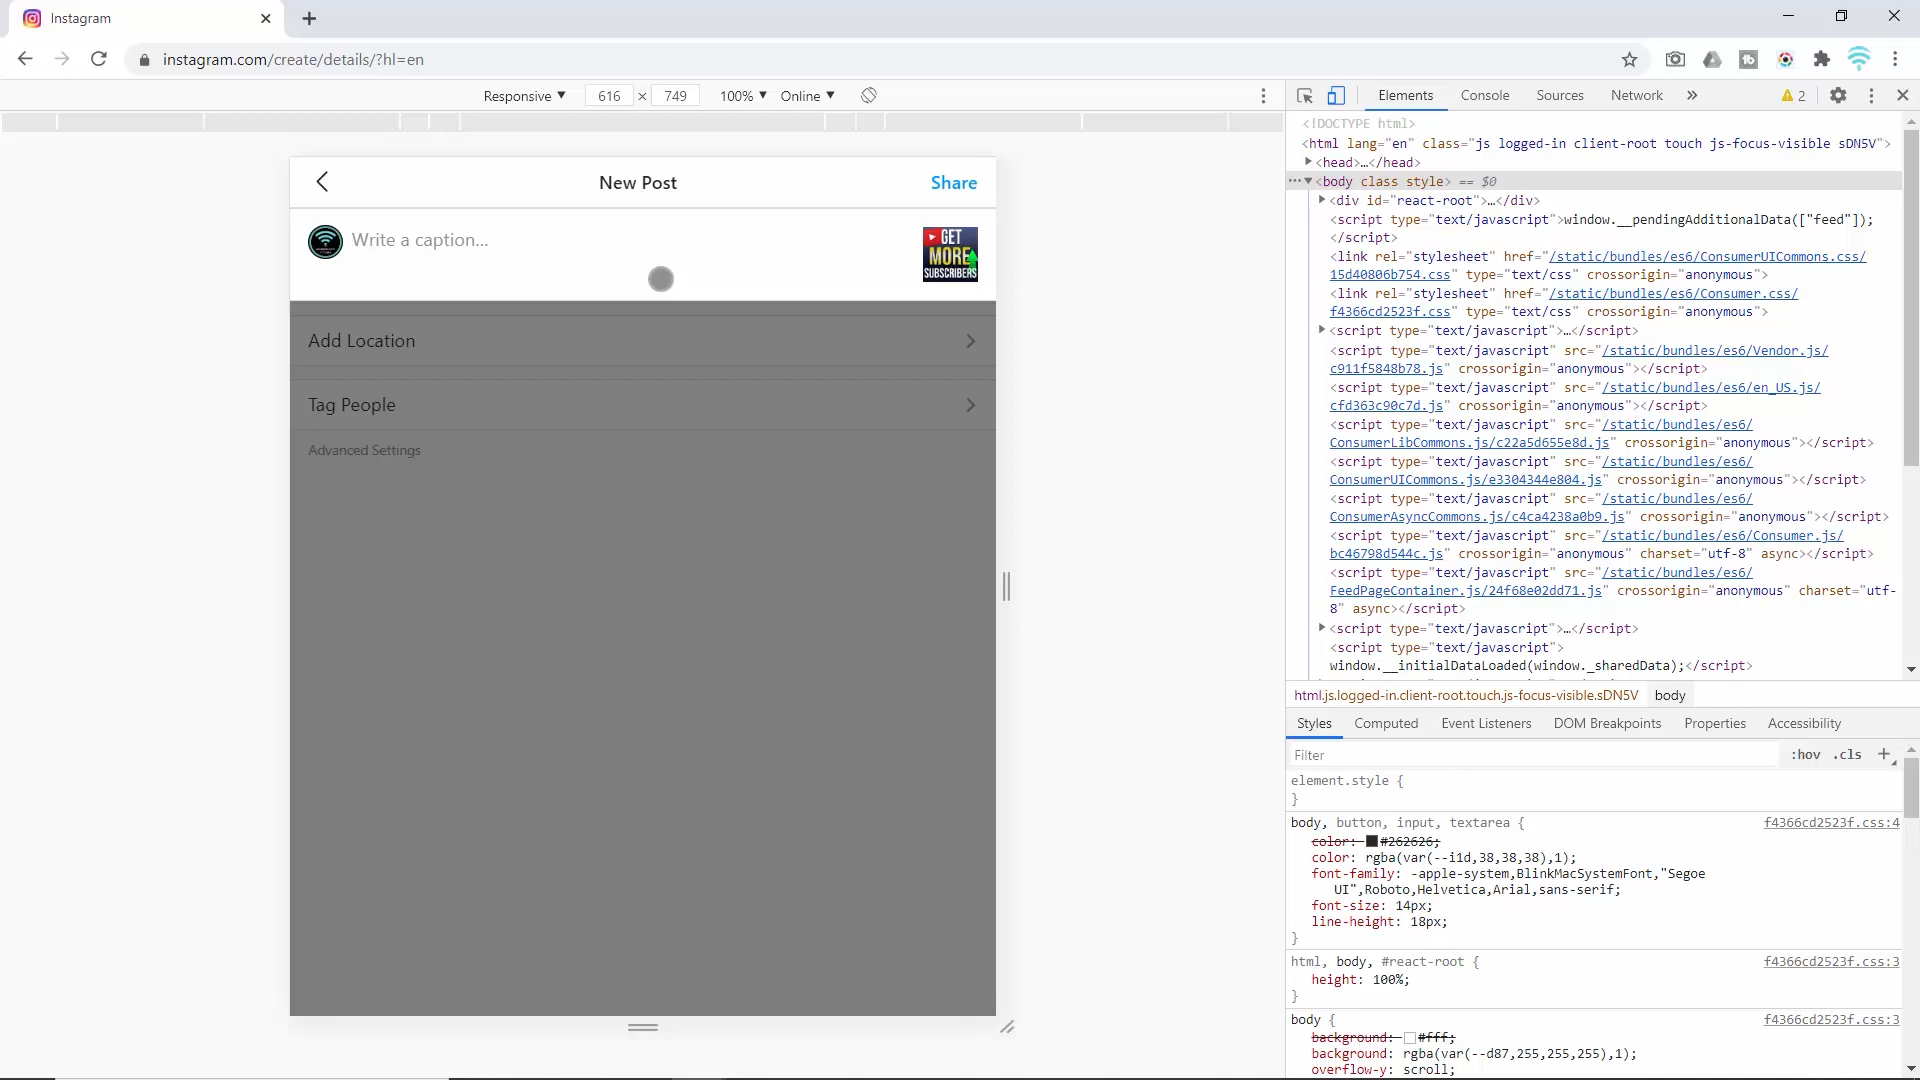 Instagram
instagram.com/create/details/?hl=en
Responsive 616 × 749 100% Online
Elements Console Sources Network » 2
New Post Share
Write a caption...
GET
MORE
SUBSCRIBERS
Add Location
Tag People
Advanced Settings
<!DOCTYPE html>
<html lang="en" class="js logged-in client-root touch js-focus-visible sDN5V">
<head>…</head>
<body class style> == $0
<div id="react-root">…</div>
<script type="text/javascript">window.__pendingAdditionalData(["feed"]);
</script>
<link rel="stylesheet" href="/static/bundles/es6/ConsumerUICommons.css/
15d40806b754.css" type="text/css" crossorigin="anonymous">
<link rel="stylesheet" href="/static/bundles/es6/Consumer.css/
f4366cd2523f.css" type="text/css" crossorigin="anonymous">
<script type="text/javascript">…</script>
<script type="text/javascript" src="/static/bundles/es6/Vendor.js/
c911f5848b78.js" crossorigin="anonymous"></script>
<script type="text/javascript" src="/static/bundles/es6/en_US.js/
cfd363c90c7d.js" crossorigin="anonymous"></script>
<script type="text/javascript" src="/static/bundles/es6/
ConsumerLibCommons.js/c22a5d655e8d.js" crossorigin="anonymous"></script>
<script type="text/javascript" src="/static/bundles/es6/
ConsumerUICommons.js/e3304344e804.js" crossorigin="anonymous"></script>
<script type="text/javascript" src="/static/bundles/es6/
ConsumerAsyncCommons.js/c4ca4238a0b9.js" crossorigin="anonymous"></script>
<script type="text/javascript" src="/static/bundles/es6/Consumer.js/
bc46798d544c.js" crossorigin="anonymous" charset="utf-8" async></script>
<script type="text/javascript" src="/static/bundles/es6/
FeedPageContainer.js/24f68e02dd71.js" crossorigin="anonymous" charset="utf-
8" async></script>
<script type="text/javascript">…</script>
<script type="text/javascript">
window.__initialDataLoaded(window._sharedData);</script>
html.js.logged-in.client-root.touch.js-focus-visible.sDN5V body
Styles Computed Event Listeners DOM Breakpoints Properties Accessibility
Filter :hov .cls +
element.style {
}
body, button, input, textarea { f4366cd2523f.css:4
color: #262626;
color: rgba(var(--i1d,38,38,38),1);
font-family: -apple-system,BlinkMacSystemFont,"Segoe
UI",Roboto,Helvetica,Arial,sans-serif;
font-size: 14px;
line-height: 18px;
}
html, body, #react-root { f4366cd2523f.css:3
height: 100%;
}
body { f4366cd2523f.css:3
background: #fff;
background: rgba(var(--d87,255,255,255),1);
overflow-y: scroll;